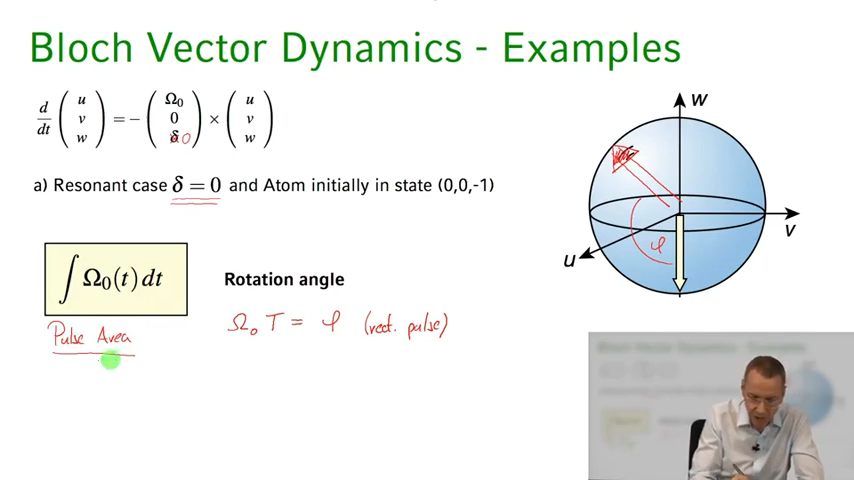 Bloch Vector Dynamics - Examples
d/dt ( u v w ) = − ( Ω₀ 0 δ 0 ) × ( u v w )
a) Resonant case δ = 0 and Atom initially in state (0,0,-1)
∫ Ω₀(t) dt
Rotation angle
Pulse Area
Ω₀ T = φ (rect. pulse)
w
v
u
φ